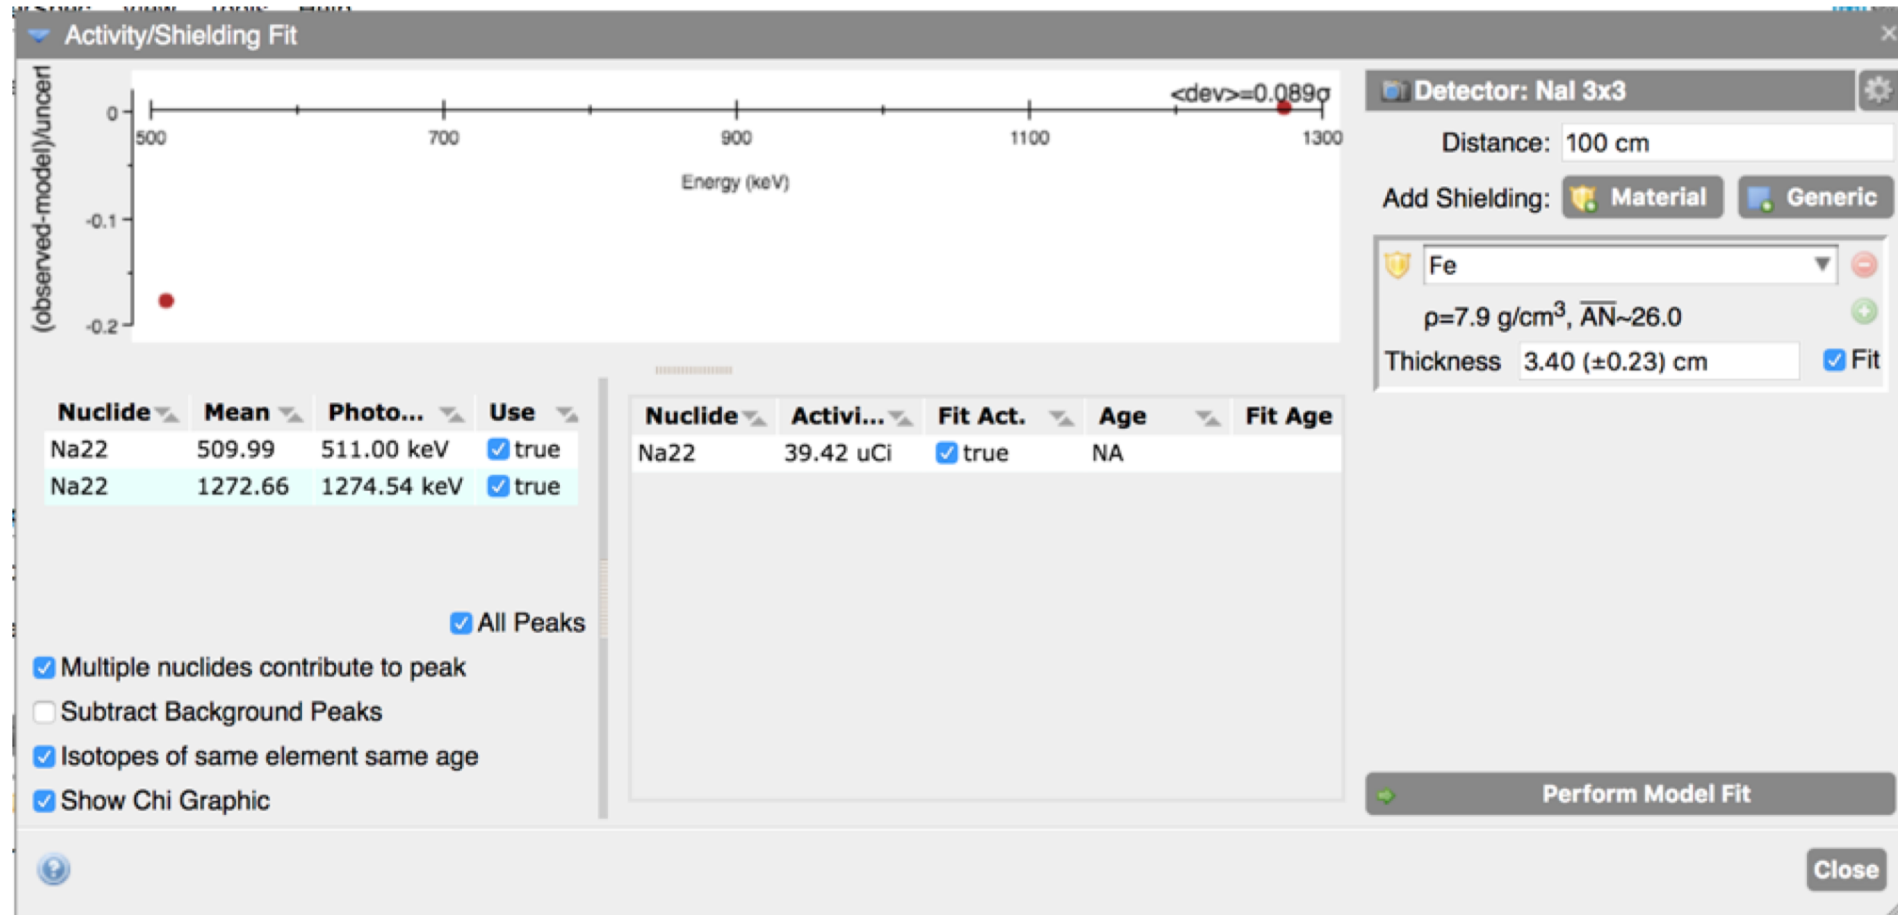 Activity/Shielding Fit
(observed-model)/uncert
<dev>=0.089σ
0
-0.1
-0.2
500 700 900 1100 1300
Energy (keV)
Detector: NaI 3x3
Distance: 100 cm
Add Shielding: Material Generic
Fe
ρ=7.9 g/cm3, AN~26.0
Thickness 3.40 (±0.23) cm Fit
Nuclide Mean Photo... Use
Na22 509.99 511.00 keV true
Na22 1272.66 1274.54 keV true
All Peaks
Multiple nuclides contribute to peak
Subtract Background Peaks
Isotopes of same element same age
Show Chi Graphic
Nuclide Activi... Fit Act. Age Fit Age
Na22 39.42 uCi true NA
Perform Model Fit
Close